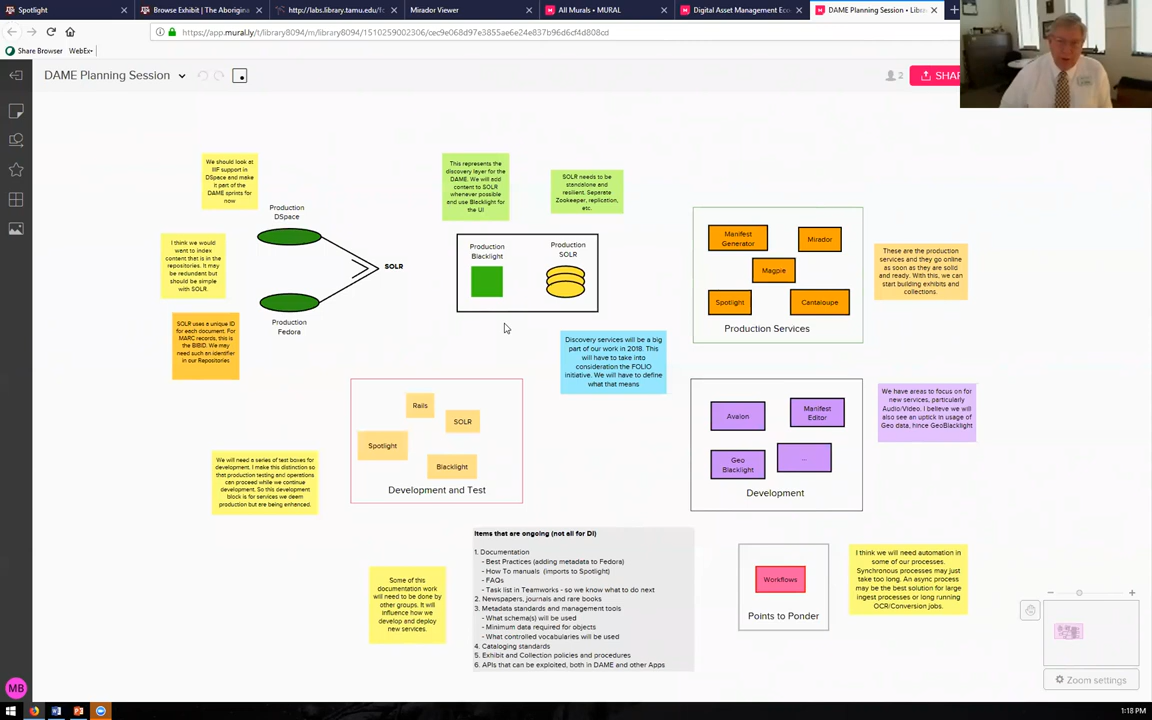 Spotlight
Browse Exhibit | The Aborigina
http://labs.library.tamu.edu/fo
Mirador Viewer
All Murals • MURAL
Digital Asset Management Eco
DAME Planning Session • Libra
https://app.mural.ly/t/library8094/m/library8094/1510259002306/cec9e068d97e3855ae6e24e837b96d6cf4d808cd
Share Browser
WebEx
DAME Planning Session
2
SHAR
We should look at
IIIF support in
DSpace and make
it part of the
DAME sprints for
now
Production
DSpace
I think we would
want to index
content that is in the
repositories. It may
be redundant but
should be simple
with SOLR
SOLR
Production
Fedora
SOLR uses a unique ID
for each document. For
MARC records, this is
the BIBID. We may
need such an identifier
in our Repositories
This represents the
discovery layer for the
DAME. We will add
content to SOLR
whenever possible
and use Blacklight for
the UI
SOLR needs to be
standalone and
resilient. Separate
Zookeeper, replication,
etc.
Production
Blacklight
Production
SOLR
Manifest
Generator
Mirador
Magpre
Spotlight
Cantaloupe
Production Services
These are the production
services and they go online
as soon as they are solid and
ready. With this, we can
start building exhibits and
collections.
Discovery services will be a big
part of our work in 2018. This
will have to take into
consideration the FOLIO
initiative. We will have to define
what that means
Rails
SOLR
Spotlight
Blacklight
Development and Test
Avalon
Manifest
Editor
Geo
Blacklight
...
Development
We have areas to focus on for
new services, particularly
Audio/Video. I believe we will
also see an uptick in usage of
Geo data, hince GeoBlacklight
We will need a series of test boxes for
development. I make this distinction so
that production testing and operations
can proceed while we continue
development. So this development
block is for services we deem
production but are being enhanced.
Items that are ongoing (not all for DI)
1. Documentation
- Best Practices (adding metadata to Fedora)
- How To manuals (imports to Spotlight)
- FAQs
- Task list in Teamworks - so we know what to do next
2. Newspapers, journals and rare books
3. Metadata standards and management tools
- What schema(s) will be used
- Minimum data required for objects
- What controlled vocabularies will be used
4. Cataloging standards
5. Exhibit and Collection policies and procedures
6. APIs that can be exploited, both in DAME and other Apps
Some of this
documentation work
will need to be done by
other groups. It will
influence how we
develop and deploy
new services.
Workflows
Points to Ponder
I think we will need automation in
some of our processes.
Synchronous processes may just
take too long. An async process
may be the best solution for large
ingest processes or long running
OCR/Conversion jobs.
Zoom settings
MB
1:18 PM